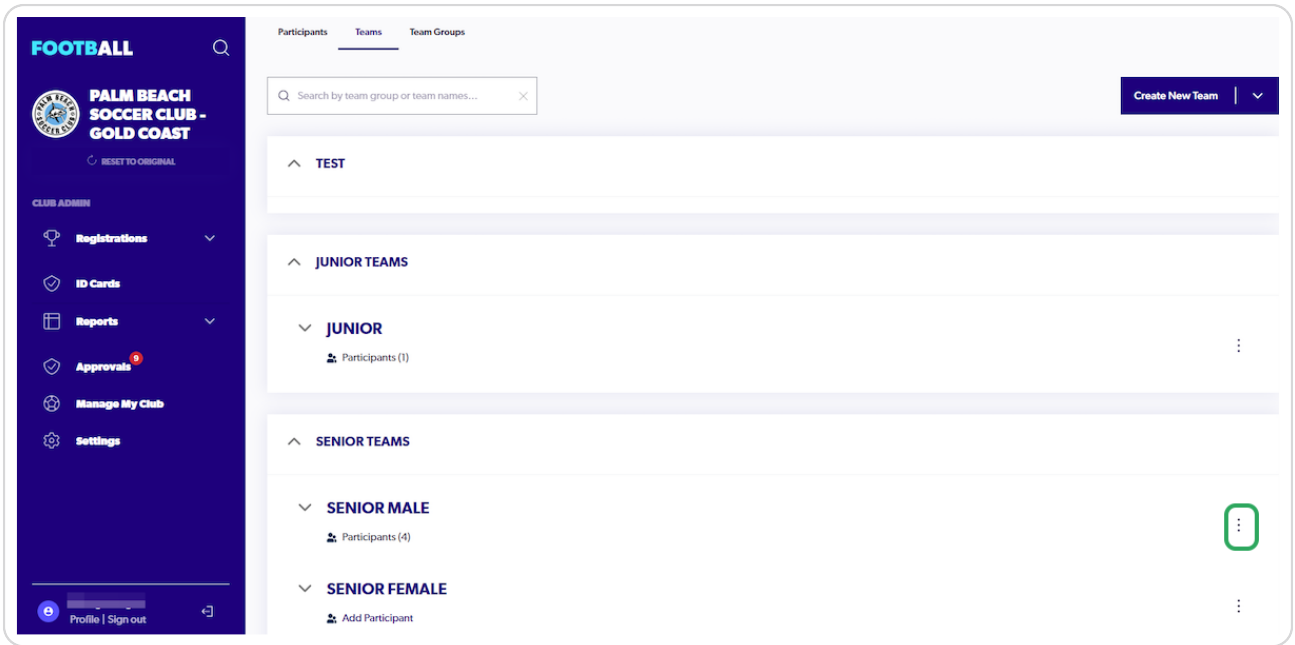 FOOTBALL
PALM BEACH
SOCCER CLUB -
GOLD COAST
RESET TO ORIGINAL
CLUB ADMIN
Registrations
ID Cards
Reports
Approvals 9
Manage My Club
Settings
Profile | Sign out
Participants Teams Team Groups
Search by team group or team names...
Create New Team
TEST
JUNIOR TEAMS
JUNIOR
Participants (1)
SENIOR TEAMS
SENIOR MALE
Participants (4)
SENIOR FEMALE
Add Participant